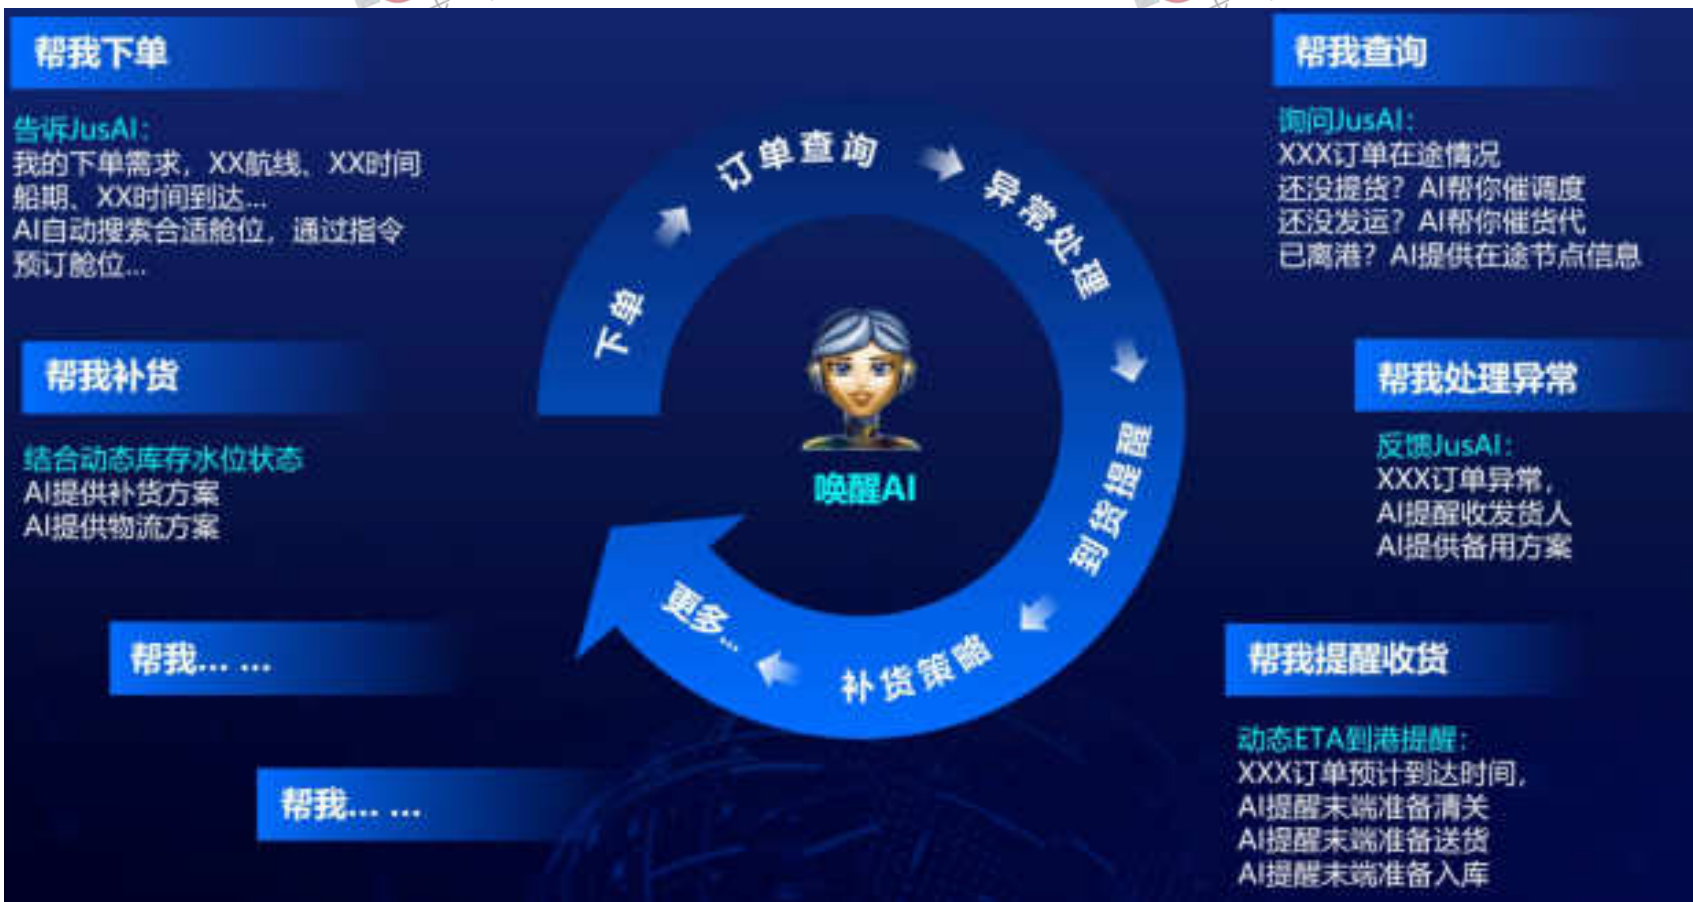 帮我下单
告诉JusAI：
我的下单需求，XX航线、XX时间
船期、XX时间到达...
AI自动搜索合适舱位，通过指令
预订舱位...
帮我补货
结合动态库存水位状态
AI提供补货方案
AI提供物流方案
帮我... ...
帮我... ...
下单
订单查询
异常处理
到货提醒
补货策略
更多...
唤醒AI
帮我查询
询问JusAI：
XXX订单在途情况
还没提货？AI帮你催调度
还没发运？AI帮你催货代
已离港？AI提供在途节点信息
帮我处理异常
反馈JusAI：
XXX订单异常，
AI提醒收发货人
AI提供备用方案
帮我提醒收货
动态ETA到港提醒：
XXX订单预计到达时间，
AI提醒末端准备清关
AI提醒末端准备送货
AI提醒末端准备入库